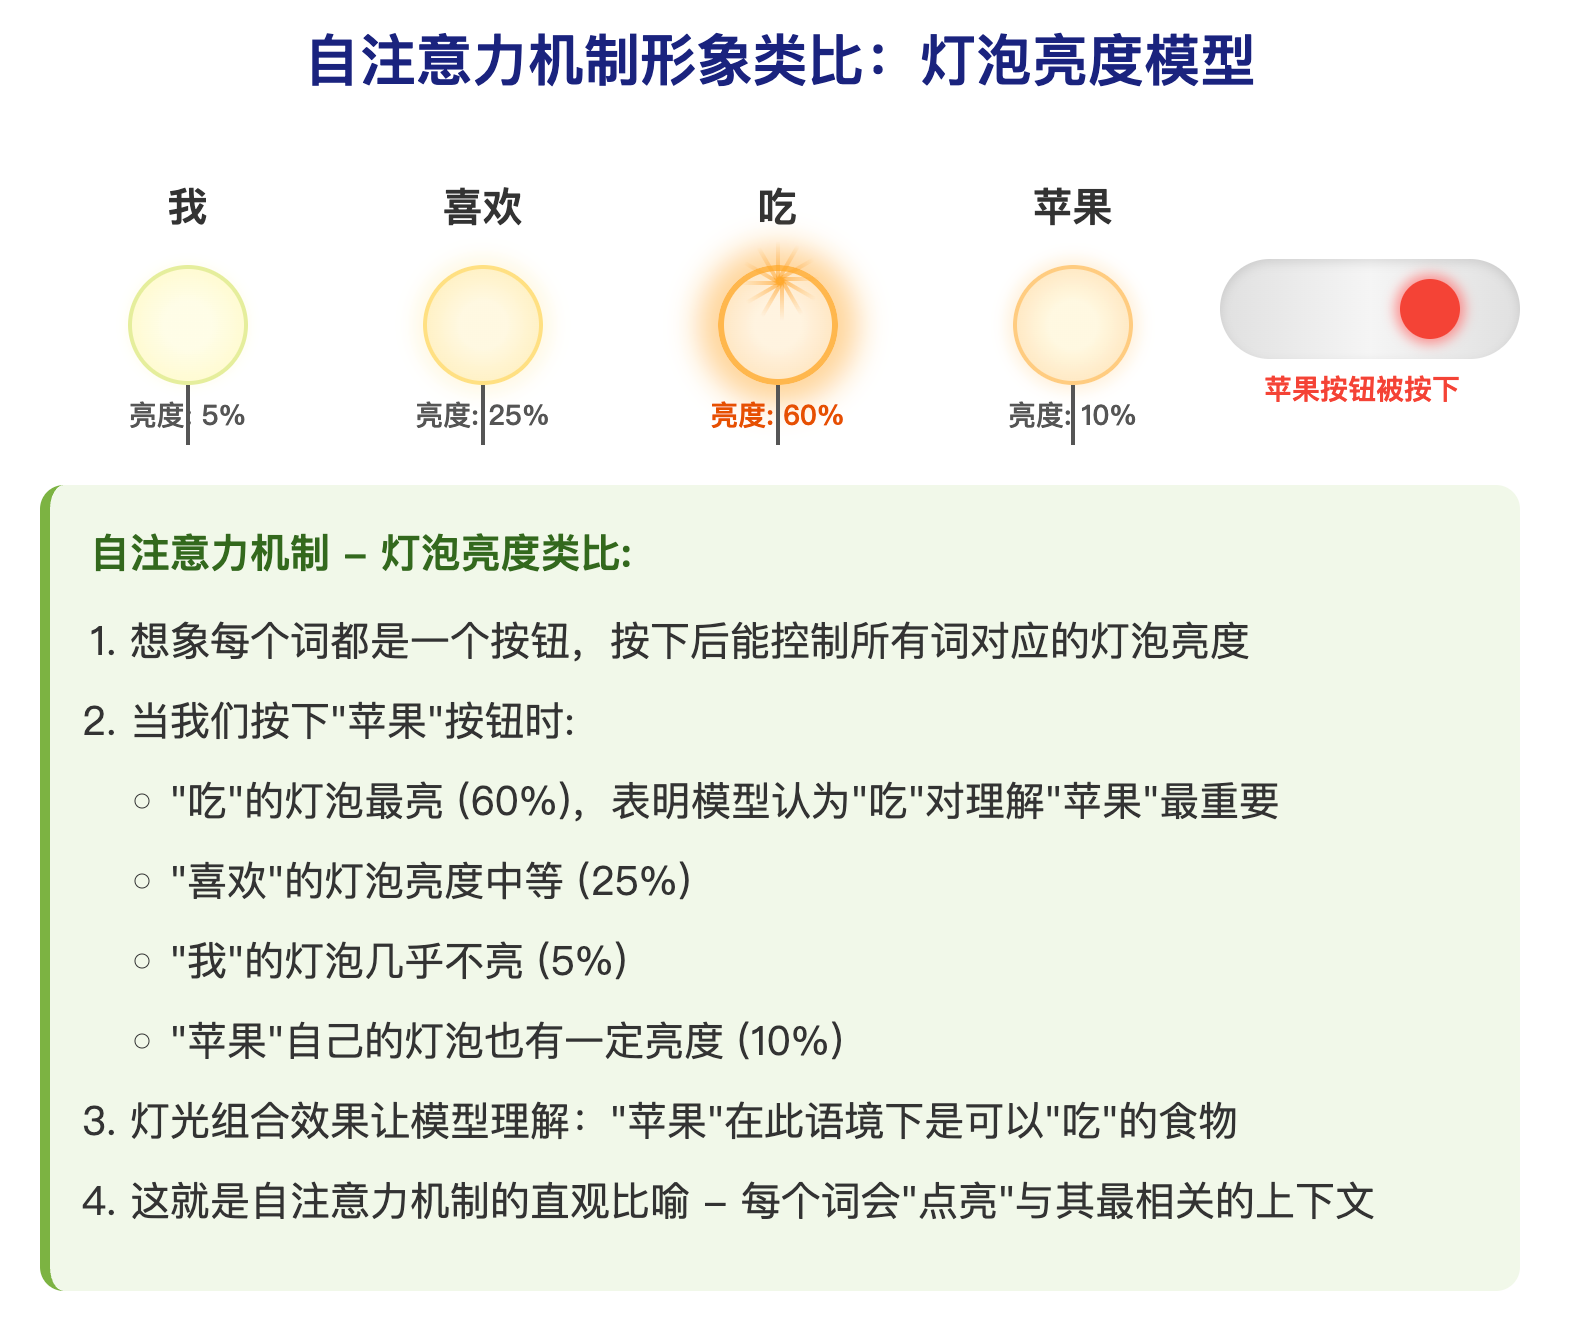 自注意力机制形象类比：灯泡亮度模型
我
喜欢
吃
苹果
亮度: 5%
亮度: 25%
亮度: 60%
亮度: 10%
苹果按钮被按下
自注意力机制 – 灯泡亮度类比:
1. 想象每个词都是一个按钮，按下后能控制所有词对应的灯泡亮度
2. 当我们按下"苹果"按钮时:
○ "吃"的灯泡最亮 (60%)，表明模型认为"吃"对理解"苹果"最重要
○ "喜欢"的灯泡亮度中等 (25%)
○ "我"的灯泡几乎不亮 (5%)
○ "苹果"自己的灯泡也有一定亮度 (10%)
3. 灯光组合效果让模型理解："苹果"在此语境下是可以"吃"的食物
4. 这就是自注意力机制的直观比喻 – 每个词会"点亮"与其最相关的上下文